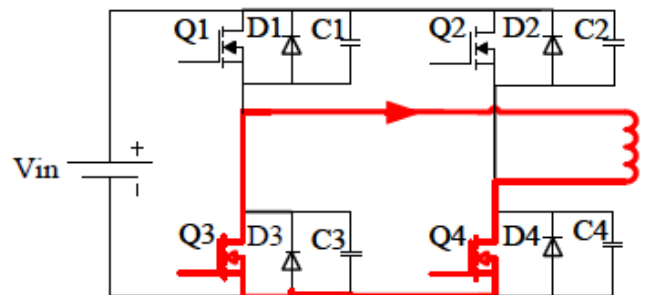 Q1 D1 C1 Q2 D2 C2
Vin + −
Q3 D3 C3 Q4 D4 C4